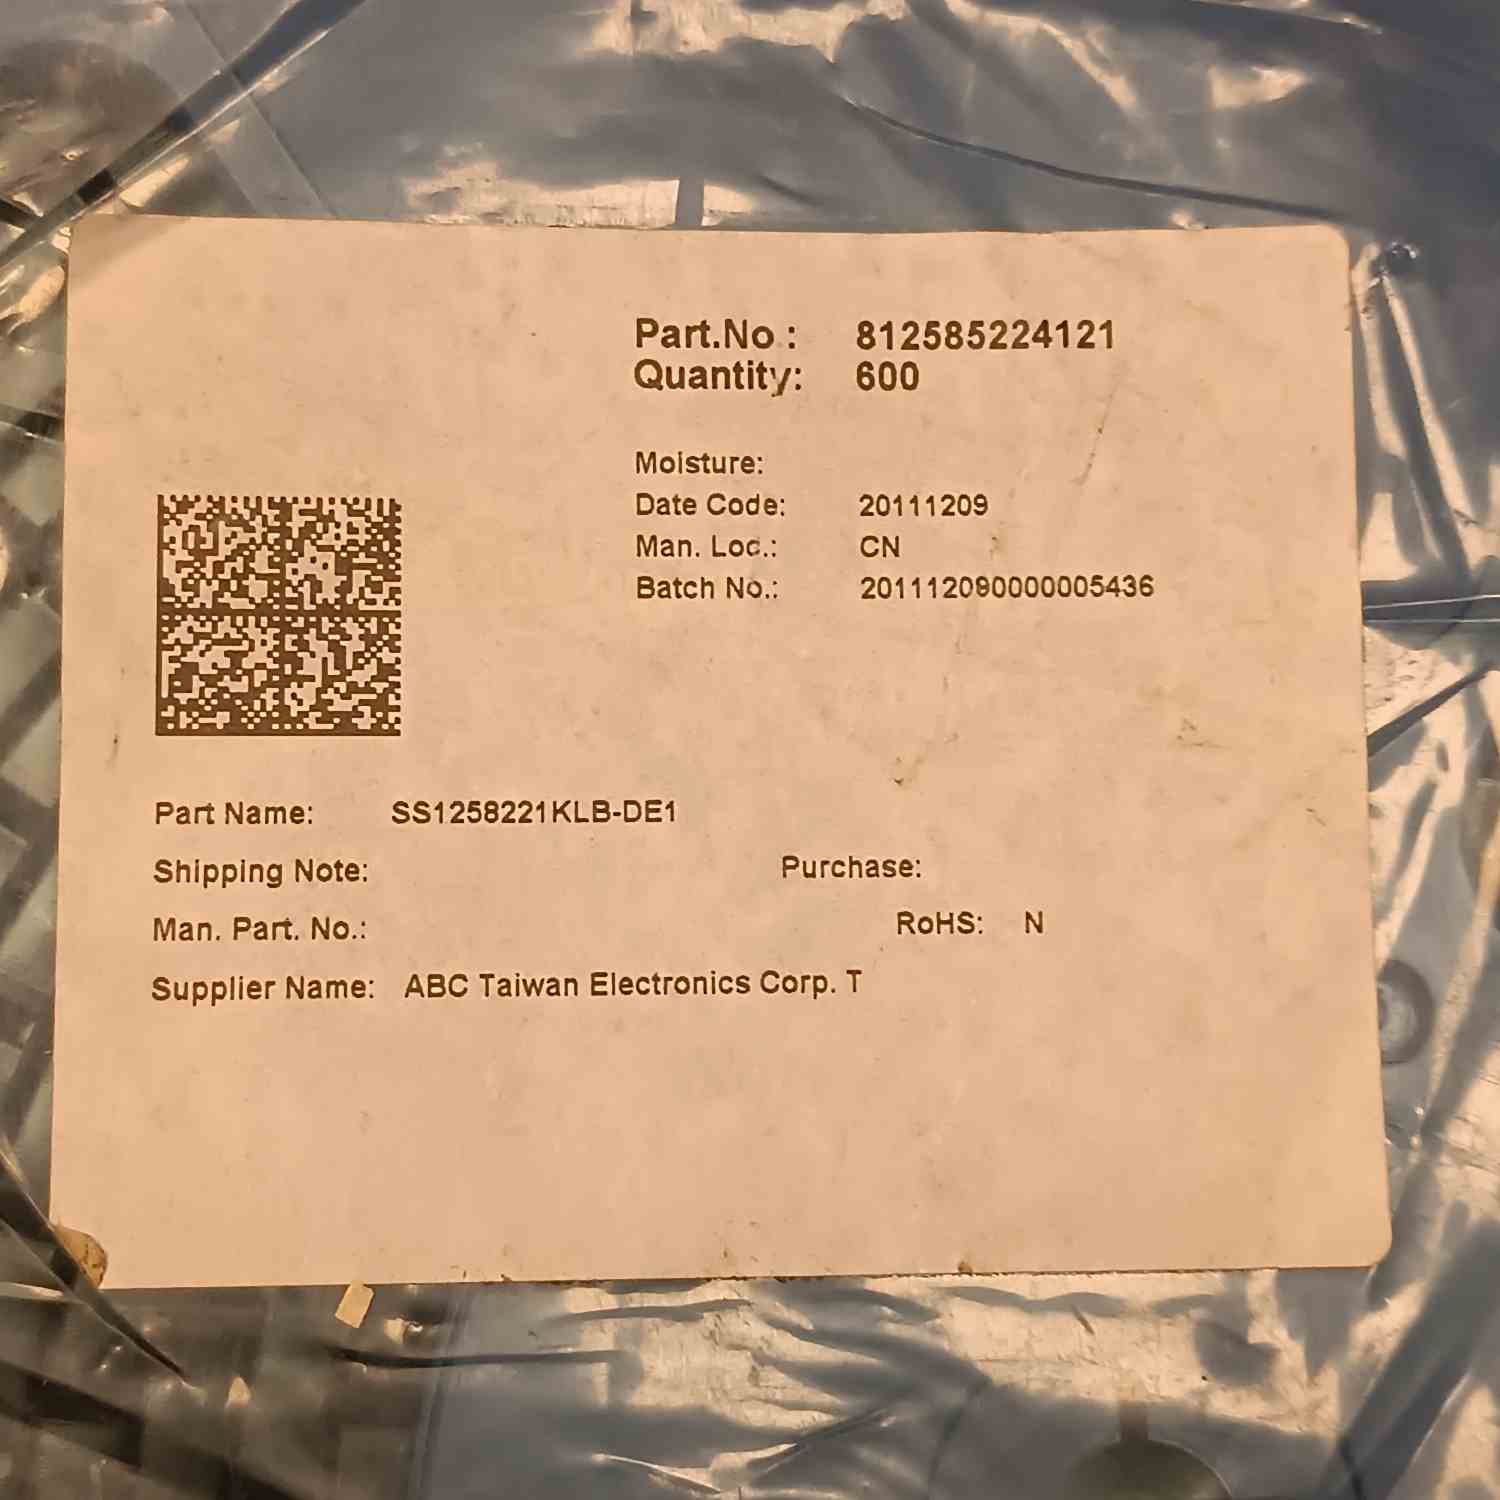 Part.No.: 812585224121
Quantity: 600
Moisture:
Date Code: 20111209
Man. Loc.: CN
Batch No.: 201112090000005436
Part Name: SS1258221KLB-DE1
Shipping Note:
Purchase:
Man. Part. No.:
RoHS: N
Supplier Name: ABC Taiwan Electronics Corp. T